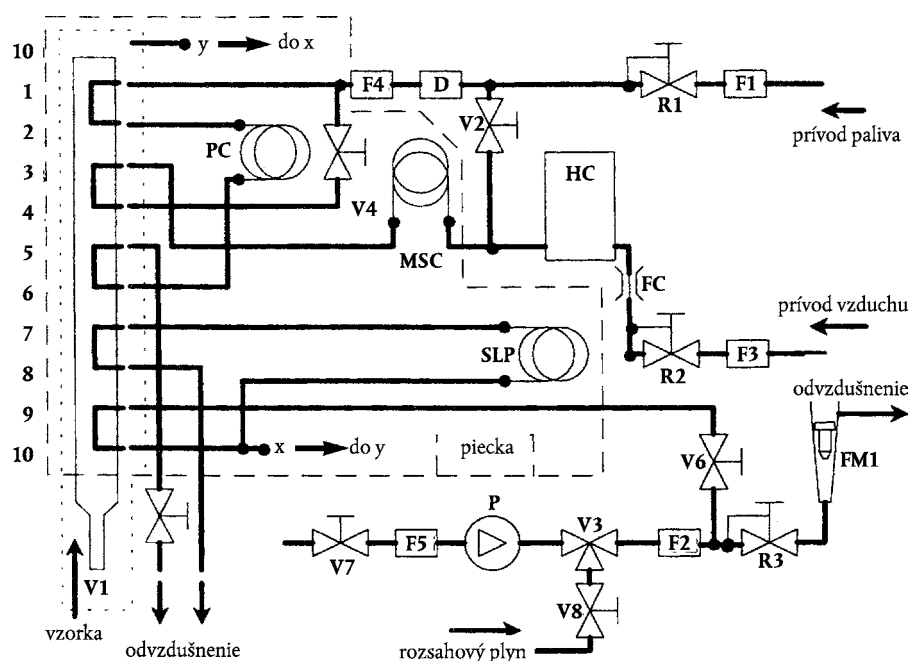 10
y
do x
1
F4
D
F1
R1
prívod paliva
2
V2
PC
HC
3
4
V4
5
MSC
6
FC
prívod vzduchu
7
SLP
R2
F3
8
odvzdušnenie
9
10
x
do y
piecka
V6
FM1
P
V3
F5
F2
V7
R3
V1
V8
vzorka
odvzdušnenie
rozsahový plyn